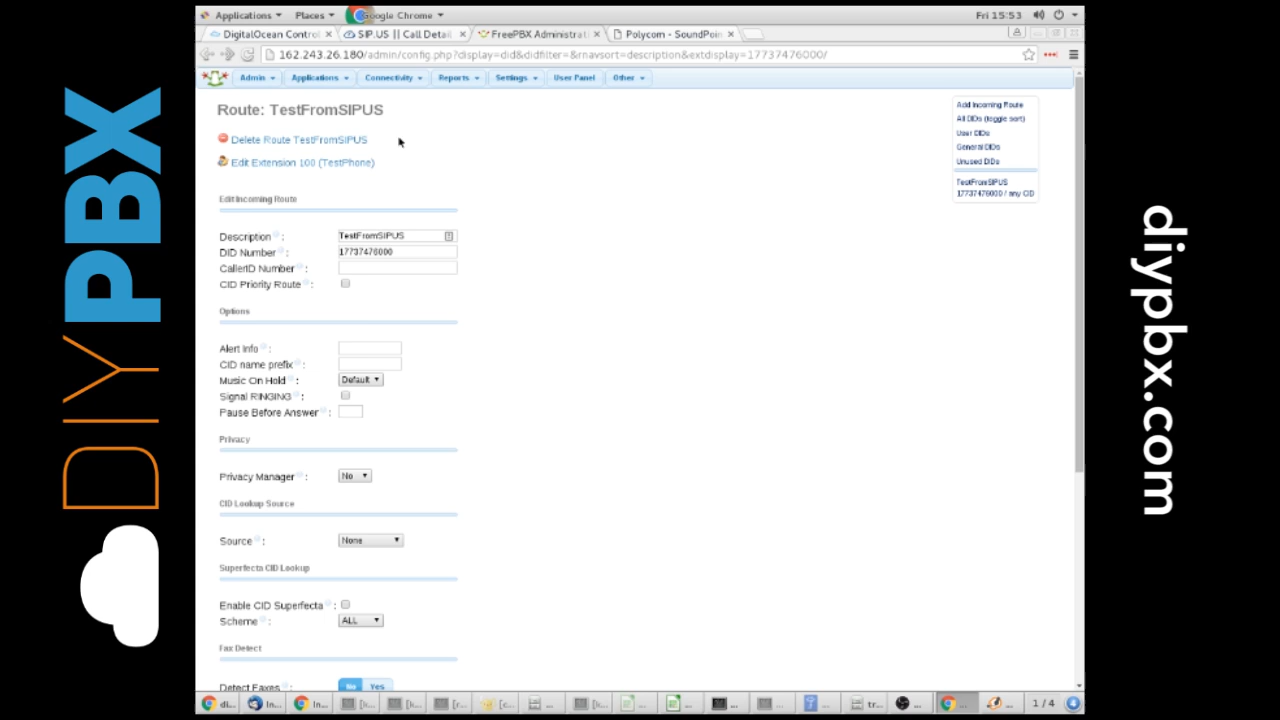 Applications Places Google Chrome Fri 15:53
DigitalOcean Control SIP.US || Call Detail FreePBX Administrat Polycom - SoundPoin
162.243.26.180/admin/config.php?display=did&didfilter=&rnavsort=description&extdisplay=17737476000/
Admin Applications Connectivity Reports Settings User Panel Other
Route: TestFromSIPUS
Delete Route TestFromSIPUS
Edit Extension 100 (TestPhone)
Edit Incoming Route
Description : TestFromSIPUS
DID Number : 17737476000
CallerID Number :
CID Priority Route :
Options
Alert Info :
CID name prefix :
Music On Hold : Default
Signal RINGING :
Pause Before Answer :
Privacy
Privacy Manager : No
CID Lookup Source
Source : None
Superfecta CID Lookup
Enable CID Superfecta :
Scheme : ALL
Fax Detect
Detect Faxes : No Yes
Add Incoming Route
All DIDs (toggle sort)
User DIDs
General DIDs
Unused DIDs
TestFromSIPUS
17737476000 / any CID
di... In... In... [k... [k... [r... [c... ... [k... ... ... ... ... ... tr... ... ... ... 1 / 4 4
DIYPBX
diypbx.com